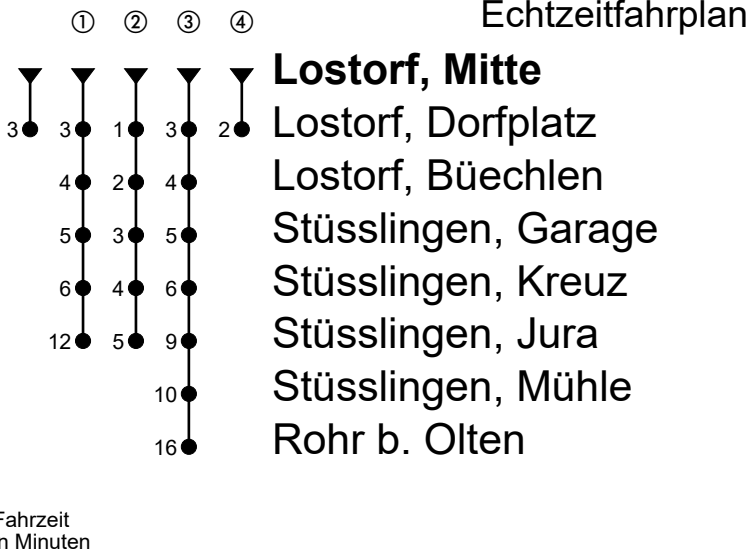 Echtzeitfahrplan
① ② ③ ④
Lostorf, Mitte
3 3 1 3 2 Lostorf, Dorfplatz
4 2 4 Lostorf, Büechlen
5 3 5 Stüsslingen, Garage
6 4 6 Stüsslingen, Kreuz
12 5 9 Stüsslingen, Jura
10 Stüsslingen, Mühle
16 Rohr b. Olten
Fahrzeit
n Minuten